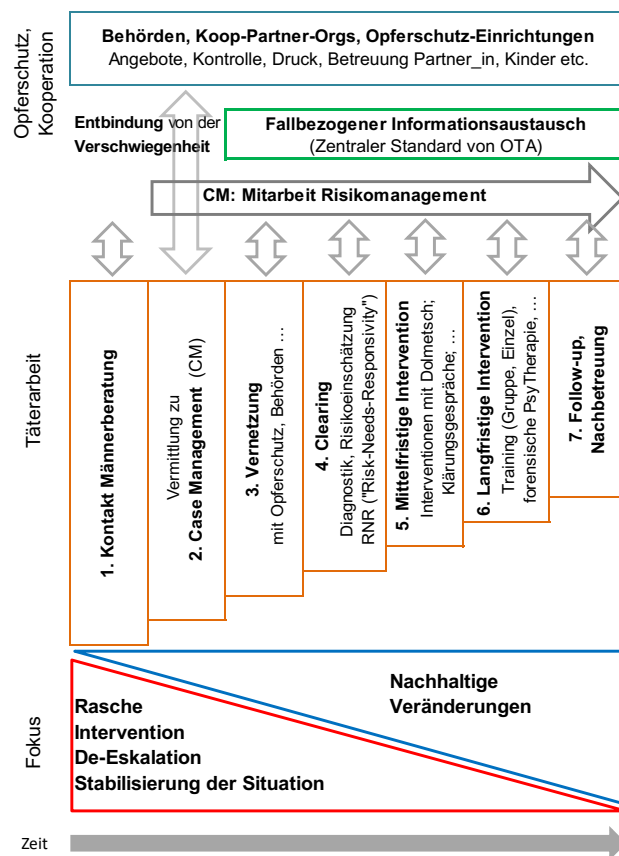 Opferschutz,
Kooperation
Behörden, Koop-Partner-Orgs, Opferschutz-Einrichtungen
Angebote, Kontrolle, Druck, Betreuung Partner_in, Kinder etc.
Entbindung von der
Verschwiegenheit
Fallbezogener Informationsaustausch
(Zentraler Standard von OTA)
CM: Mitarbeit Risikomanagement
Täterarbeit
1. Kontakt Männerberatung
Vermittlung zu
2. Case Management (CM)
3. Vernetzung
mit Opferschutz, Behörden …
4. Clearing
Diagnostik, Risikoeinschätzung
RNR ("Risk-Needs-Responsivity")
5. Mittelfristige Intervention
Interventionen mit Dolmetsch;
Klärungsgespräche; …
6. Langfristige Intervention
Training (Gruppe, Einzel),
forensische PsyTherapie, …
7. Follow-up,
Nachbetreuung
Fokus
Nachhaltige
Veränderungen
Rasche
Intervention
De-Eskalation
Stabilisierung der Situation
Zeit